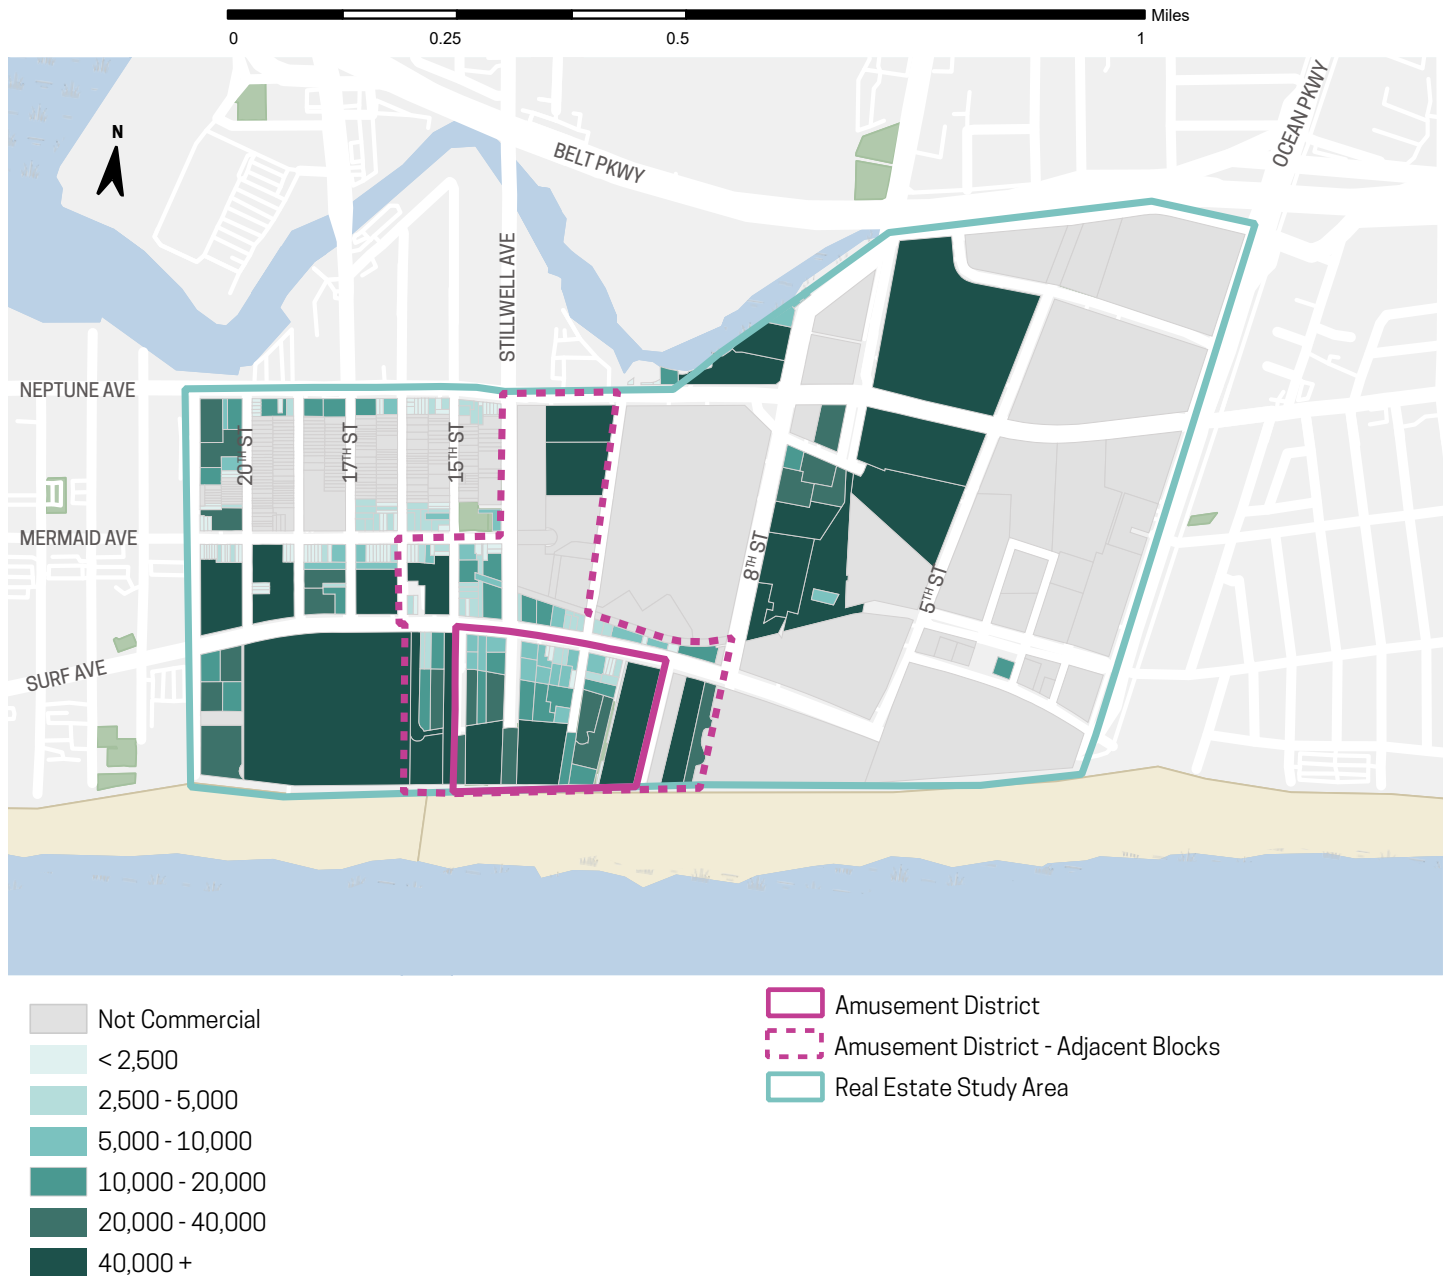 Miles
0 0.25 0.5 1
N
BELT PKWY
OCEAN PKWY
STILLWELL AVE
NEPTUNE AVE
20TH ST
17TH ST
15TH ST
MERMAID AVE
8TH ST
5TH ST
SURF AVE
Not Commercial
< 2,500
2,500 - 5,000
5,000 - 10,000
10,000 - 20,000
20,000 - 40,000
40,000 +
Amusement District
Amusement District - Adjacent Blocks
Real Estate Study Area